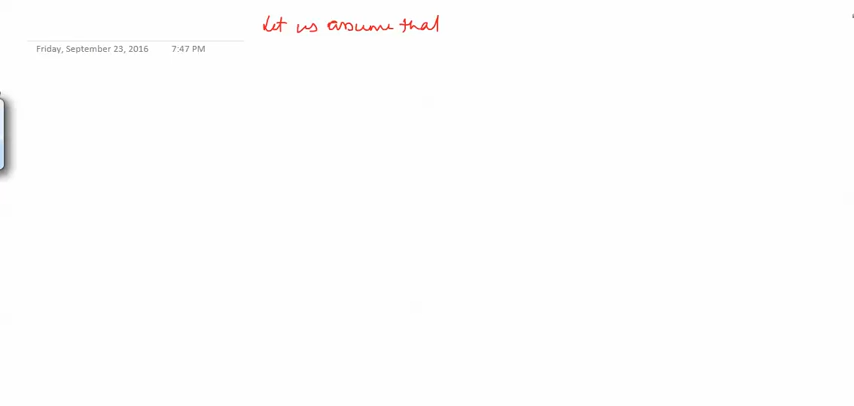 Let us assume that
Friday, September 23, 2016 7:47 PM